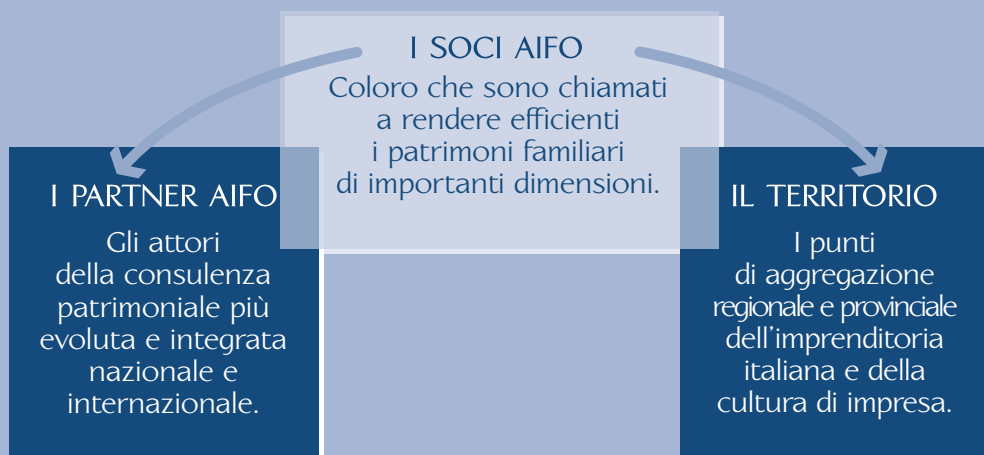 I SOCI AIFO
Coloro che sono chiamati
a rendere efficienti
i patrimoni familiari
di importanti dimensioni.
I PARTNER AIFO
Gli attori
della consulenza
patrimoniale più
evoluta e integrata
nazionale e
internazionale.
IL TERRITORIO
I punti
di aggregazione
regionale e provinciale
dell'imprenditoria
italiana e della
cultura di impresa.